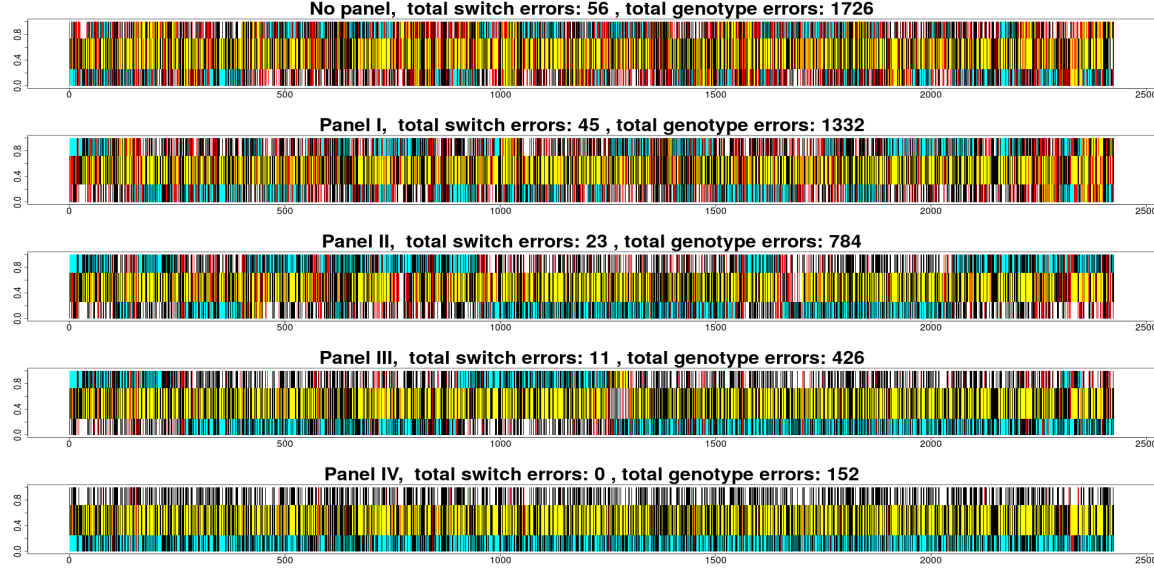 No panel, total switch errors: 56 , total genotype errors: 1726
0.0 0.4 0.8
0 500 1000 1500 2000 2500
Panel I, total switch errors: 45 , total genotype errors: 1332
0.0 0.4 0.8
0 500 1000 1500 2000 2500
Panel II, total switch errors: 23 , total genotype errors: 784
0.0 0.4 0.8
0 500 1000 1500 2000 2500
Panel III, total switch errors: 11 , total genotype errors: 426
0.0 0.4 0.8
0 500 1000 1500 2000 2500
Panel IV, total switch errors: 0 , total genotype errors: 152
0.0 0.4 0.8
0 500 1000 1500 2000 2500